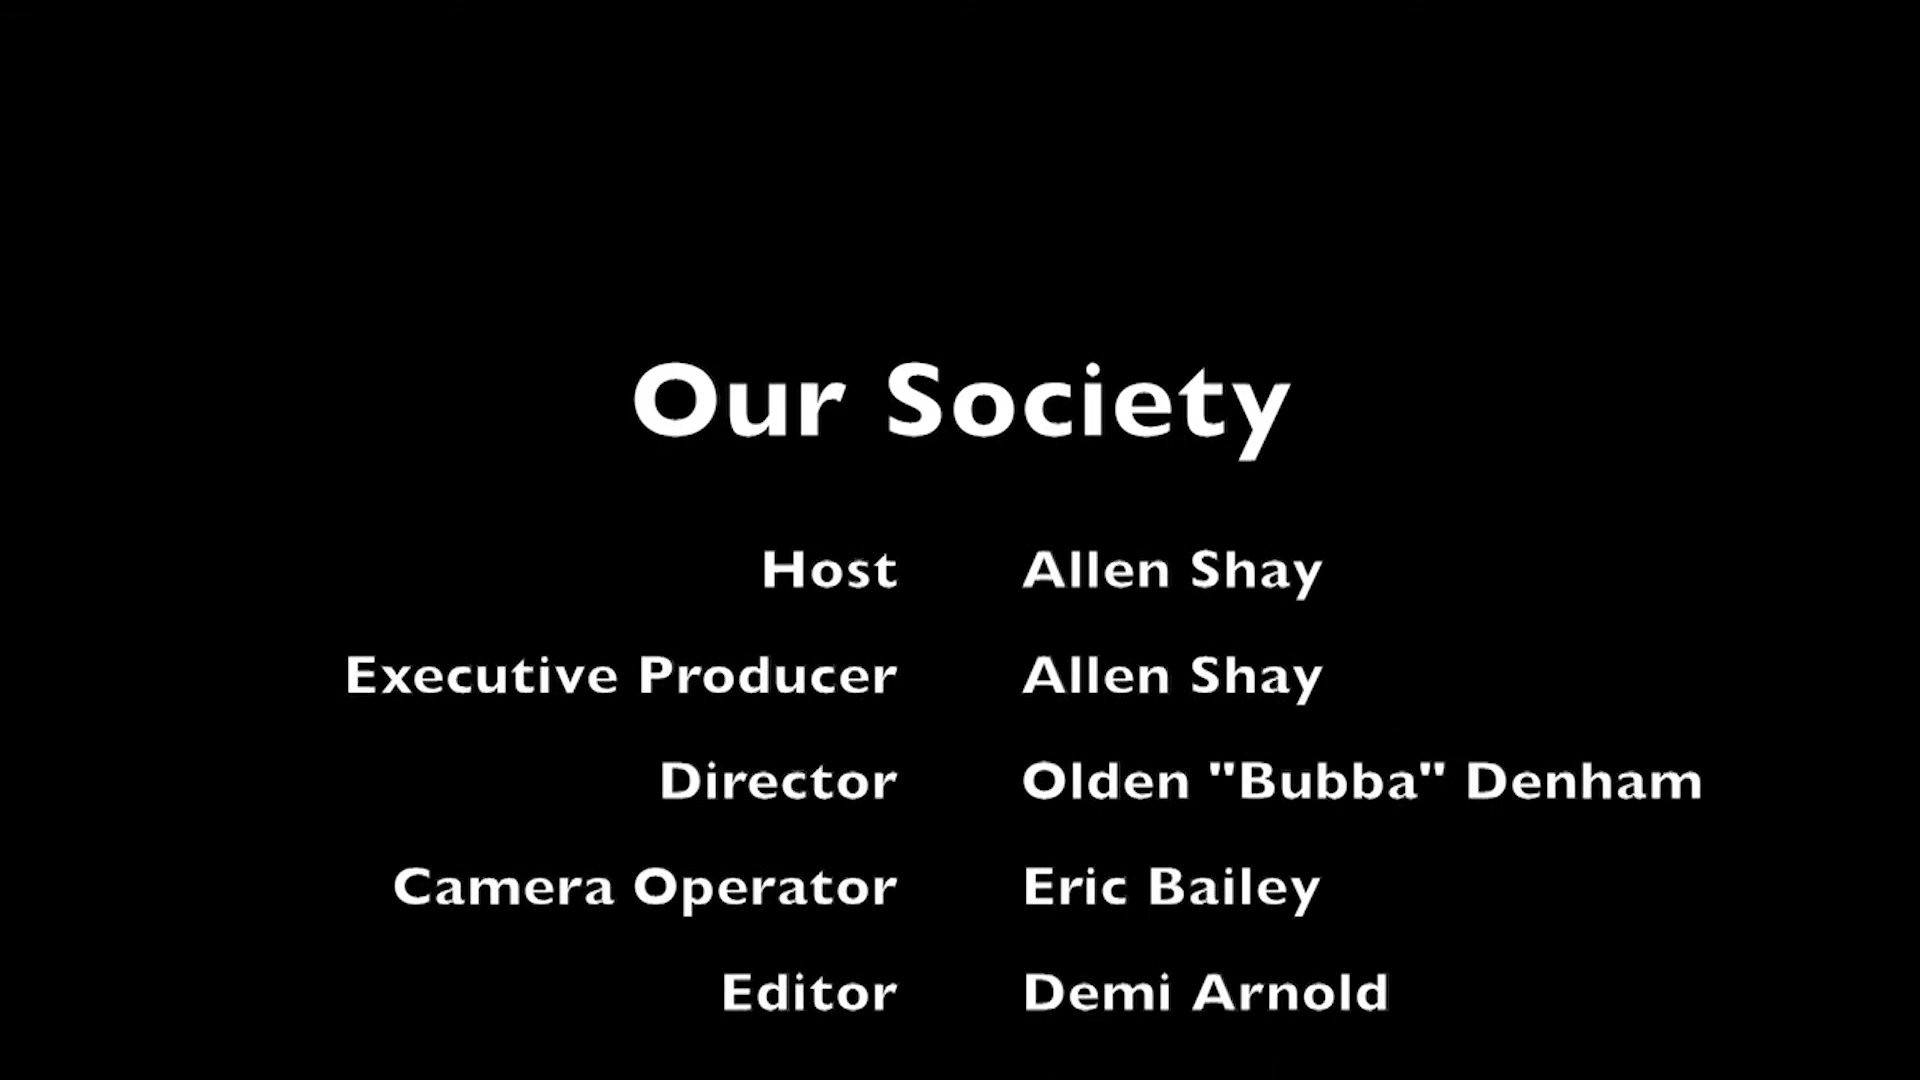 Our Society
Host Allen Shay
Executive Producer Allen Shay
Director Olden "Bubba" Denham
Camera Operator Eric Bailey
Editor Demi Arnold